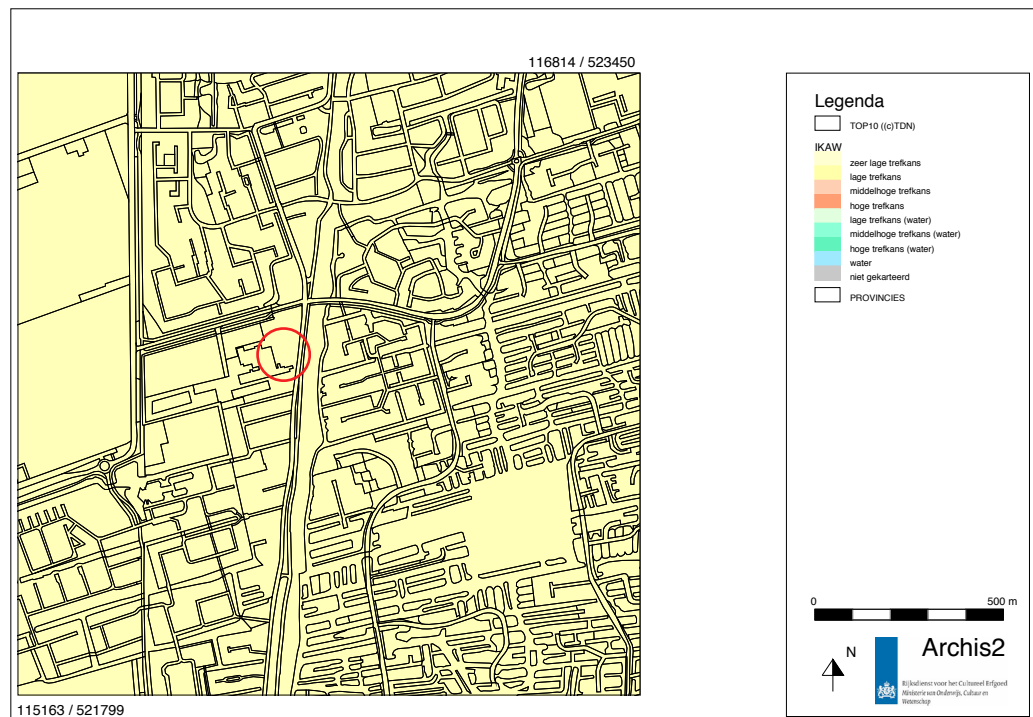 116814 / 523450
Legenda
TOP10 ((c)TDN)
IKAW
zeer lage trefkans
lage trefkans
middelhoge trefkans
hoge trefkans
lage trefkans (water)
middelhoge trefkans (water)
hoge trefkans (water)
water
niet gekarteerd
PROVINCIES
0 500 m
N
Archis2
Rijksdienst voor het Cultureel Erfgoed
Ministerie van Onderwijs, Cultuur en
Wetenschap
115163 / 521799